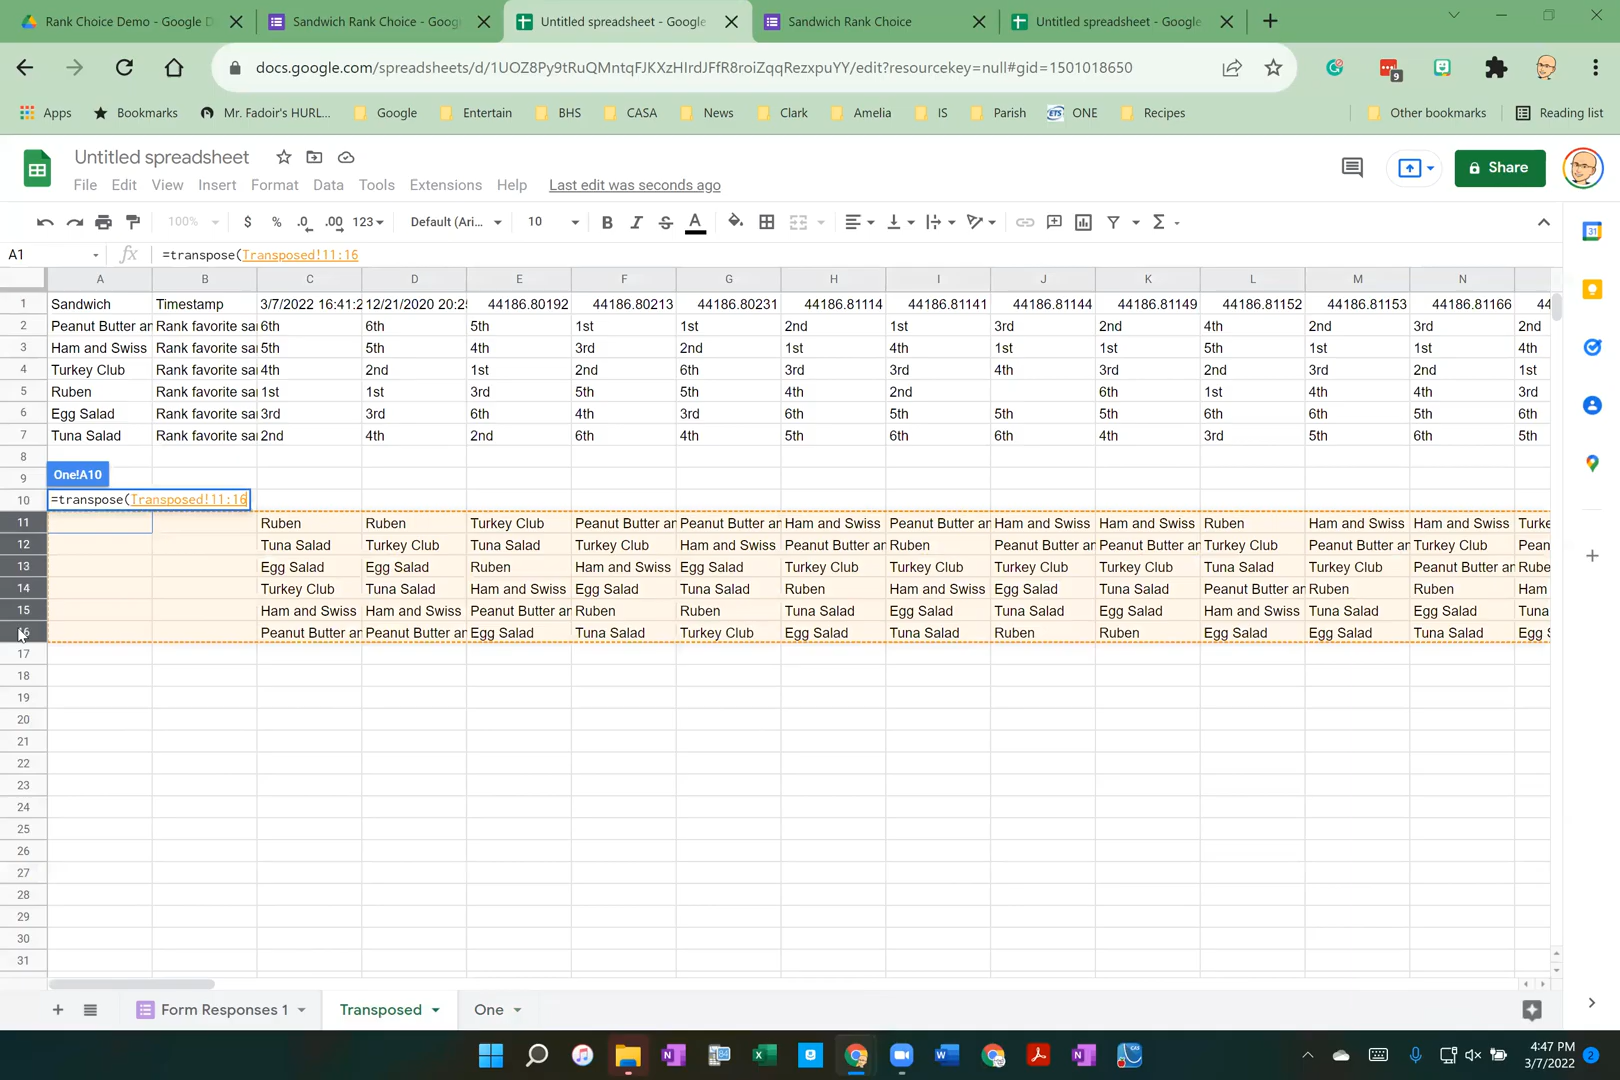 Rank Choice Demo - Google D
Sandwich Rank Choice - Goog
Untitled spreadsheet - Google
Sandwich Rank Choice
Untitled spreadsheet - Google
docs.google.com/spreadsheets/d/1UOZ8Py9tRuQMntqFJKXzHIrdJFfR8roiZqqRezxpuYY/edit?resourcekey=null#gid=1501018650
9
Apps Bookmarks Mr. Fadoir's HURL... Google Entertain BHS CASA News Clark Amelia IS Parish ETS ONE Recipes Other bookmarks Reading list
Untitled spreadsheet
File Edit View Insert Format Data Tools Extensions Help Last edit was seconds ago
Share
100% $ % .0 .00 123 Default (Ari... 10 B I S A Σ
31
A1 fx =transpose(Transposed!11:16
A B C D E F G H I J K L M N
1 Sandwich Timestamp 3/7/2022 16:41:2 12/21/2020 20:25 44186.80192 44186.80213 44186.80231 44186.81114 44186.81141 44186.81144 44186.81149 44186.81152 44186.81153 44186.81166 44
2 Peanut Butter an Rank favorite sa 6th 6th 5th 1st 1st 2nd 1st 3rd 2nd 4th 2nd 3rd 2nd
3 Ham and Swiss Rank favorite sa 5th 5th 4th 3rd 2nd 1st 4th 1st 1st 5th 1st 1st 4th
4 Turkey Club Rank favorite sa 4th 2nd 1st 2nd 6th 3rd 3rd 4th 3rd 2nd 3rd 2nd 1st
5 Ruben Rank favorite sa 1st 1st 3rd 5th 5th 4th 2nd 6th 1st 4th 4th 3rd
6 Egg Salad Rank favorite sa 3rd 3rd 6th 4th 3rd 6th 5th 5th 5th 6th 6th 5th 6th
7 Tuna Salad Rank favorite sa 2nd 4th 2nd 6th 4th 5th 6th 6th 4th 3rd 5th 6th 5th
8
9 One!A10
10 =transpose(Transposed!11:16
11 Ruben Ruben Turkey Club Peanut Butter an Peanut Butter an Ham and Swiss Peanut Butter an Ham and Swiss Ham and Swiss Ruben Ham and Swiss Ham and Swiss Turke
12 Tuna Salad Turkey Club Tuna Salad Turkey Club Ham and Swiss Peanut Butter an Ruben Peanut Butter an Peanut Butter an Turkey Club Peanut Butter an Turkey Club Pean
13 Egg Salad Egg Salad Ruben Ham and Swiss Egg Salad Turkey Club Turkey Club Turkey Club Turkey Club Tuna Salad Turkey Club Peanut Butter an Rube
14 Turkey Club Tuna Salad Ham and Swiss Egg Salad Tuna Salad Ruben Ham and Swiss Egg Salad Tuna Salad Peanut Butter an Ruben Ruben Ham
15 Ham and Swiss Ham and Swiss Peanut Butter an Ruben Ruben Tuna Salad Egg Salad Tuna Salad Egg Salad Ham and Swiss Tuna Salad Egg Salad Tuna
Peanut Butter an Peanut Butter an Egg Salad Tuna Salad Turkey Club Egg Salad Tuna Salad Ruben Ruben Egg Salad Egg Salad Tuna Salad Egg S
17
18
19
20
21
22
23
24
25
26
27
28
29
30
31
Form Responses 1 Transposed One
4:47 PM
3/7/2022
2